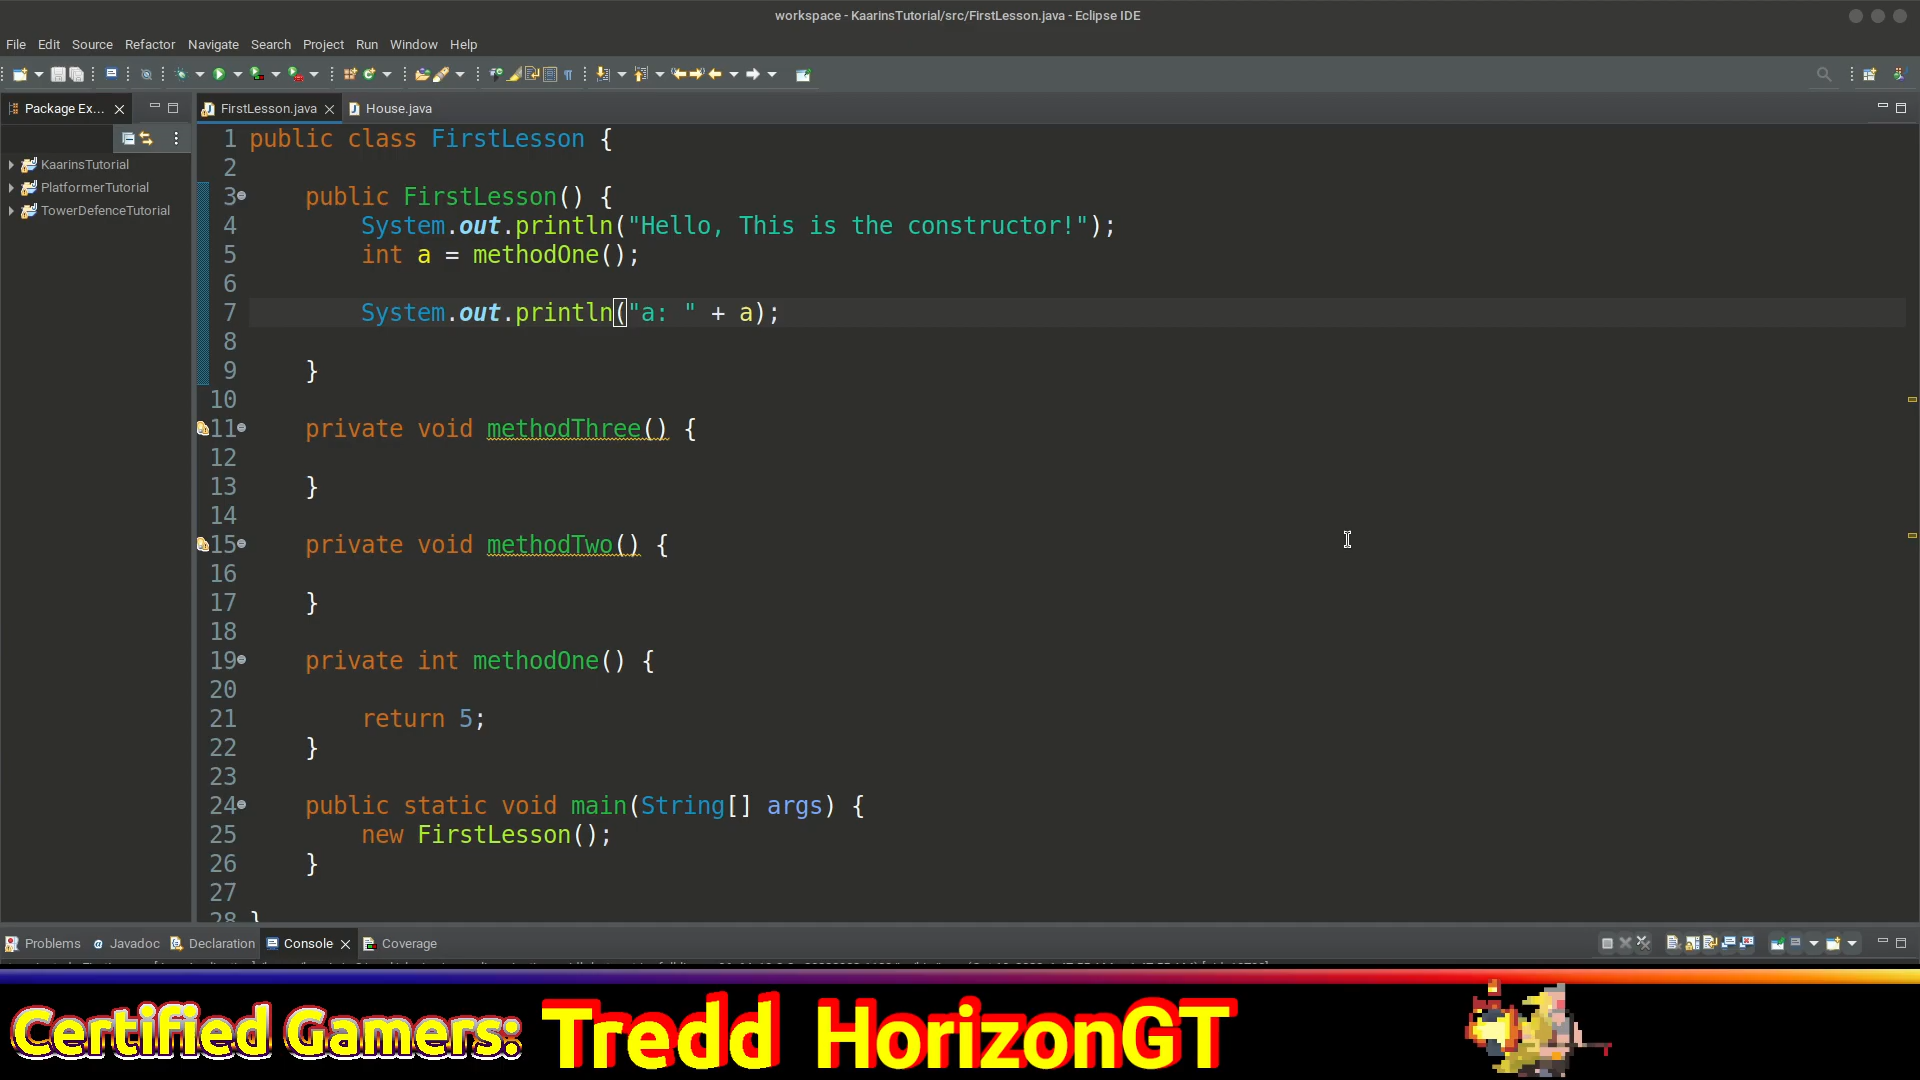 workspace - KaarinsTutorial/src/FirstLesson.java - Eclipse IDE
File Edit Source Refactor Navigate Search Project Run Window Help
Package Ex... FirstLesson.java House.java
KaarinsTutorial
PlatformerTutorial
TowerDefenceTutorial
1 public class FirstLesson {
2
3 public FirstLesson() {
4 System.out.println("Hello, This is the constructor!");
5 int a = methodOne();
6
7 System.out.println("a: " + a);
8
9 }
10
11 private void methodThree() {
12
13 }
14
15 private void methodTwo() {
16
17 }
18
19 private int methodOne() {
20
21 return 5;
22 }
23
24 public static void main(String[] args) {
25 new FirstLesson();
26 }
27
28 }
Problems Javadoc Declaration Console Coverage
Certified Gamers: Tredd HorizonGT